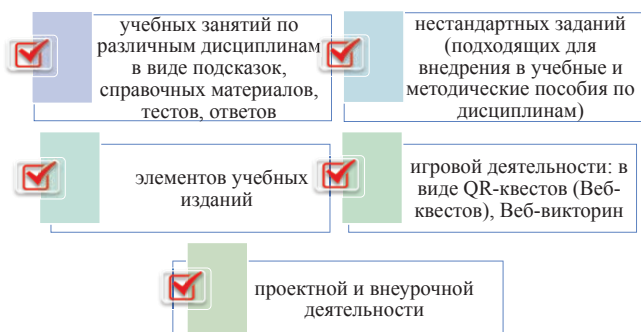 учебных занятий по
различным дисциплинам
в виде подсказок,
справочных материалов,
тестов, ответов
нестандартных заданий
(подходящих для
внедрения в учебные и
методические пособия по
дисциплинам)
элементов учебных
изданий
игровой деятельности: в
виде QR-квестов (Веб-
квестов), Веб-викторин
проектной и внеурочной
деятельности